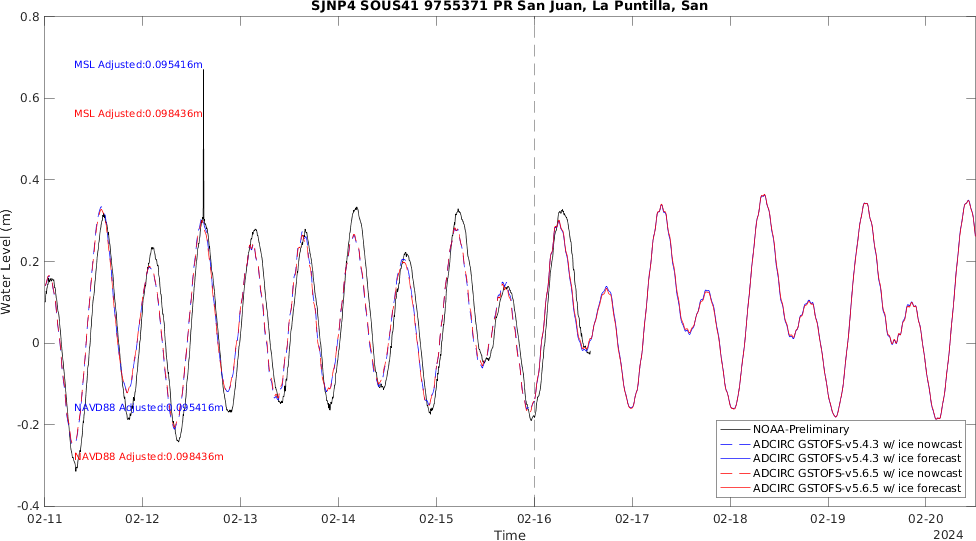 SJNP4 SOUS41 9755371 PR San Juan, La Puntilla, San
0.8
MSL Adjusted:0.095416m
0.6
MSL Adjusted:0.098436m
0.4
0.2
Water Level (m)
0
NAVD88 Adjusted:0.095416m
-0.2
NAVD88 Adjusted:0.098436m
-0.4
NOAA-Preliminary
ADCIRC GSTOFS-v5.4.3 w/ ice nowcast
ADCIRC GSTOFS-v5.4.3 w/ ice forecast
ADCIRC GSTOFS-v5.6.5 w/ ice nowcast
ADCIRC GSTOFS-v5.6.5 w/ ice forecast
02-11 02-12 02-13 02-14 02-15 02-16 02-17 02-18 02-19 02-20
Time
2024